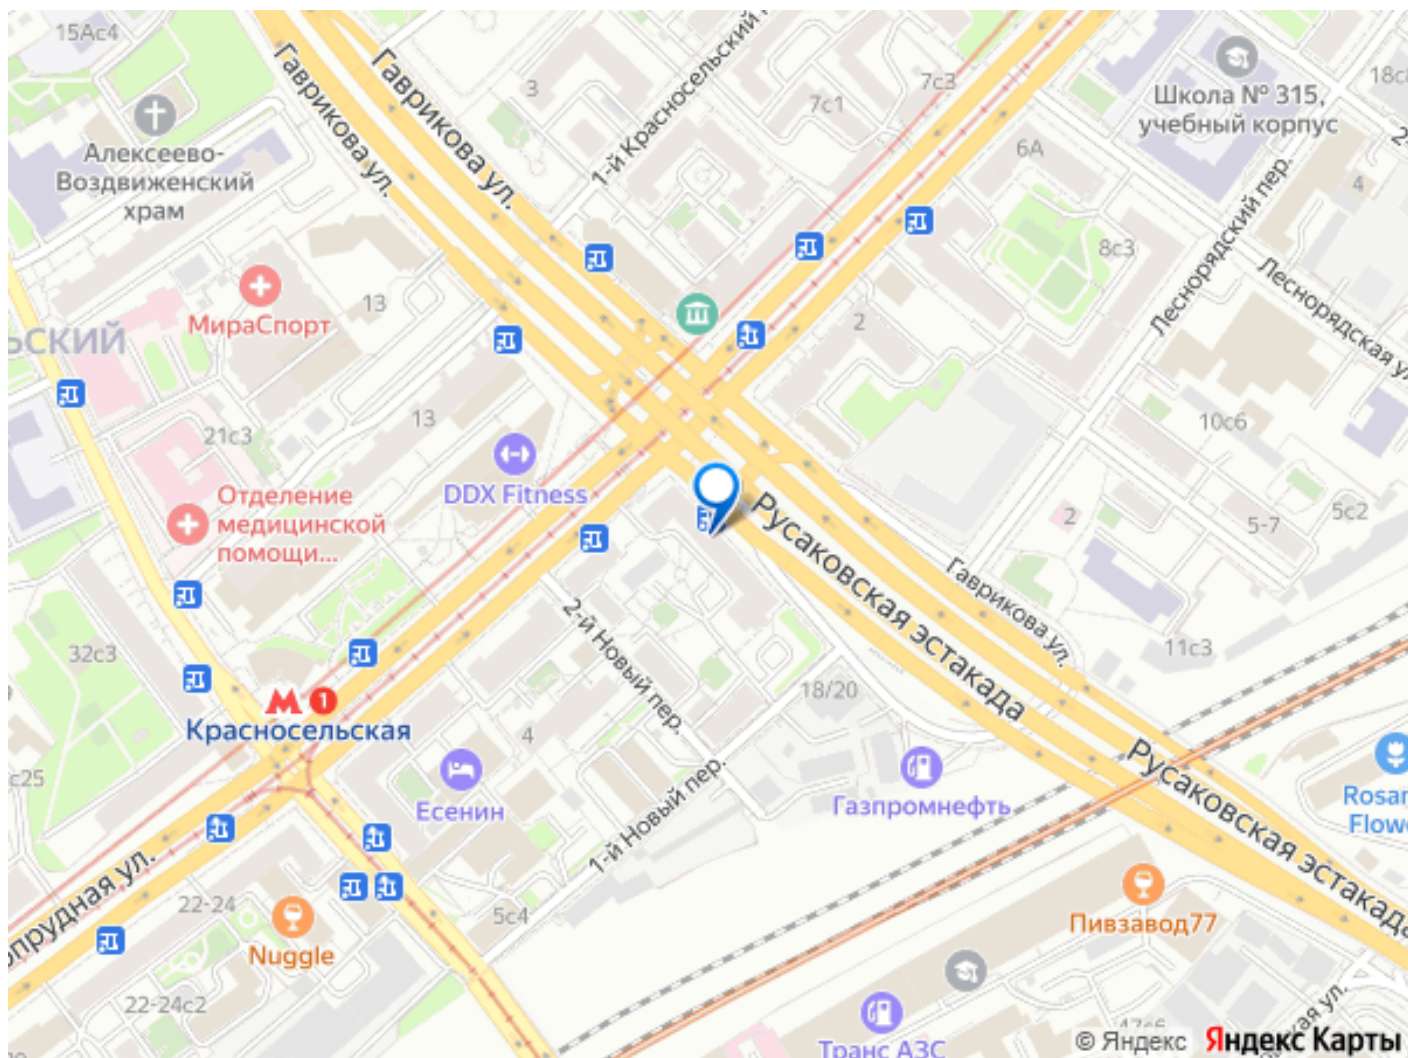 15Ас4
Гаврикова ул.
Гаврикова ул.
3
1-й Красносельский
7с3
7с1
Школа № 315,
учебный корпус
6А
4
Алексеево-
Воздвиженский
храм
Леснорядский пер.
8с3
Леснорядская
МираСпорт
13
2
ЬСКИЙ
21с3
13
10с6
DDX Fitness
Отделение
медицинской
помощи...
2
5-7
5с2
Русаковская эстакада
Гаврикова ул.
2-й Новый пер.
32с3
11с3
18/20
1
Красносельская
4
с25
Есенин
1-й Новый пер.
Газпромнефть
Русаковская эстакада
22-24
5с4
Nuggle
Пивзавод77
22-24с2
Транс АЗС
© Яндекс
Яндекс Карты